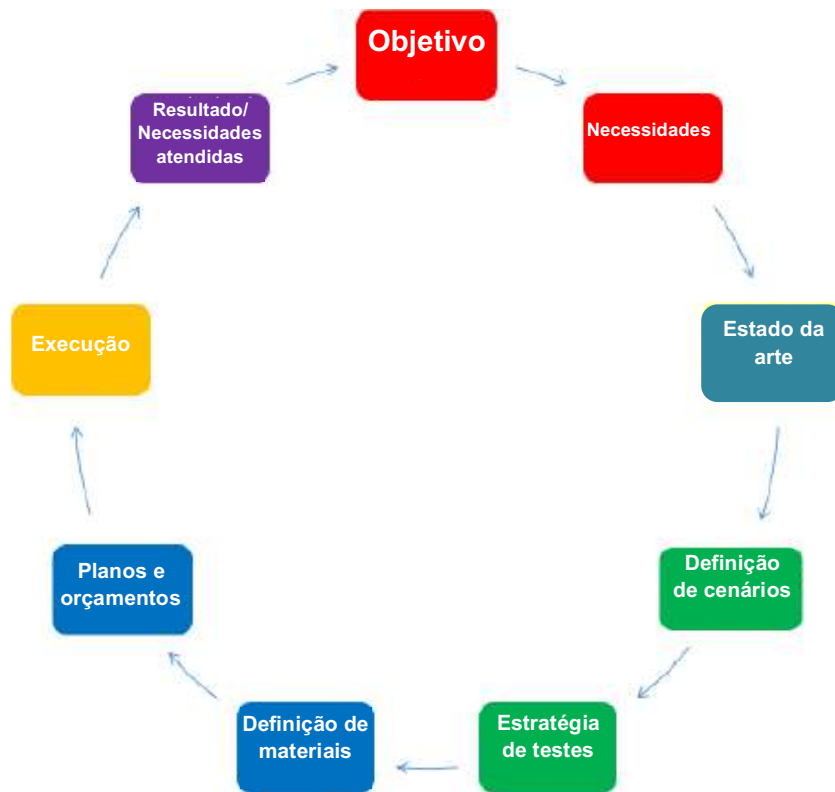 Objetivo
Necessidades
Estado da
arte
Definição
de cenários
Estratégia
de testes
Definição de
materiais
Planos e
orçamentos
Execução
Resultado/
Necessidades
atendidas